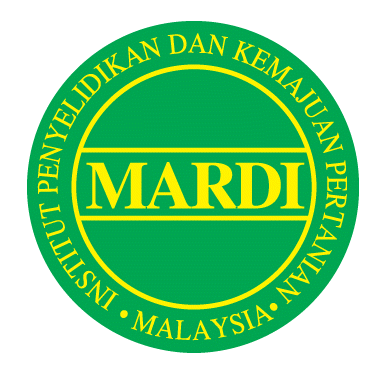 INSTITUT PENYELIDIKAN DAN KEMAJUAN PERTANIAN
MARDI
• MALAYSIA •